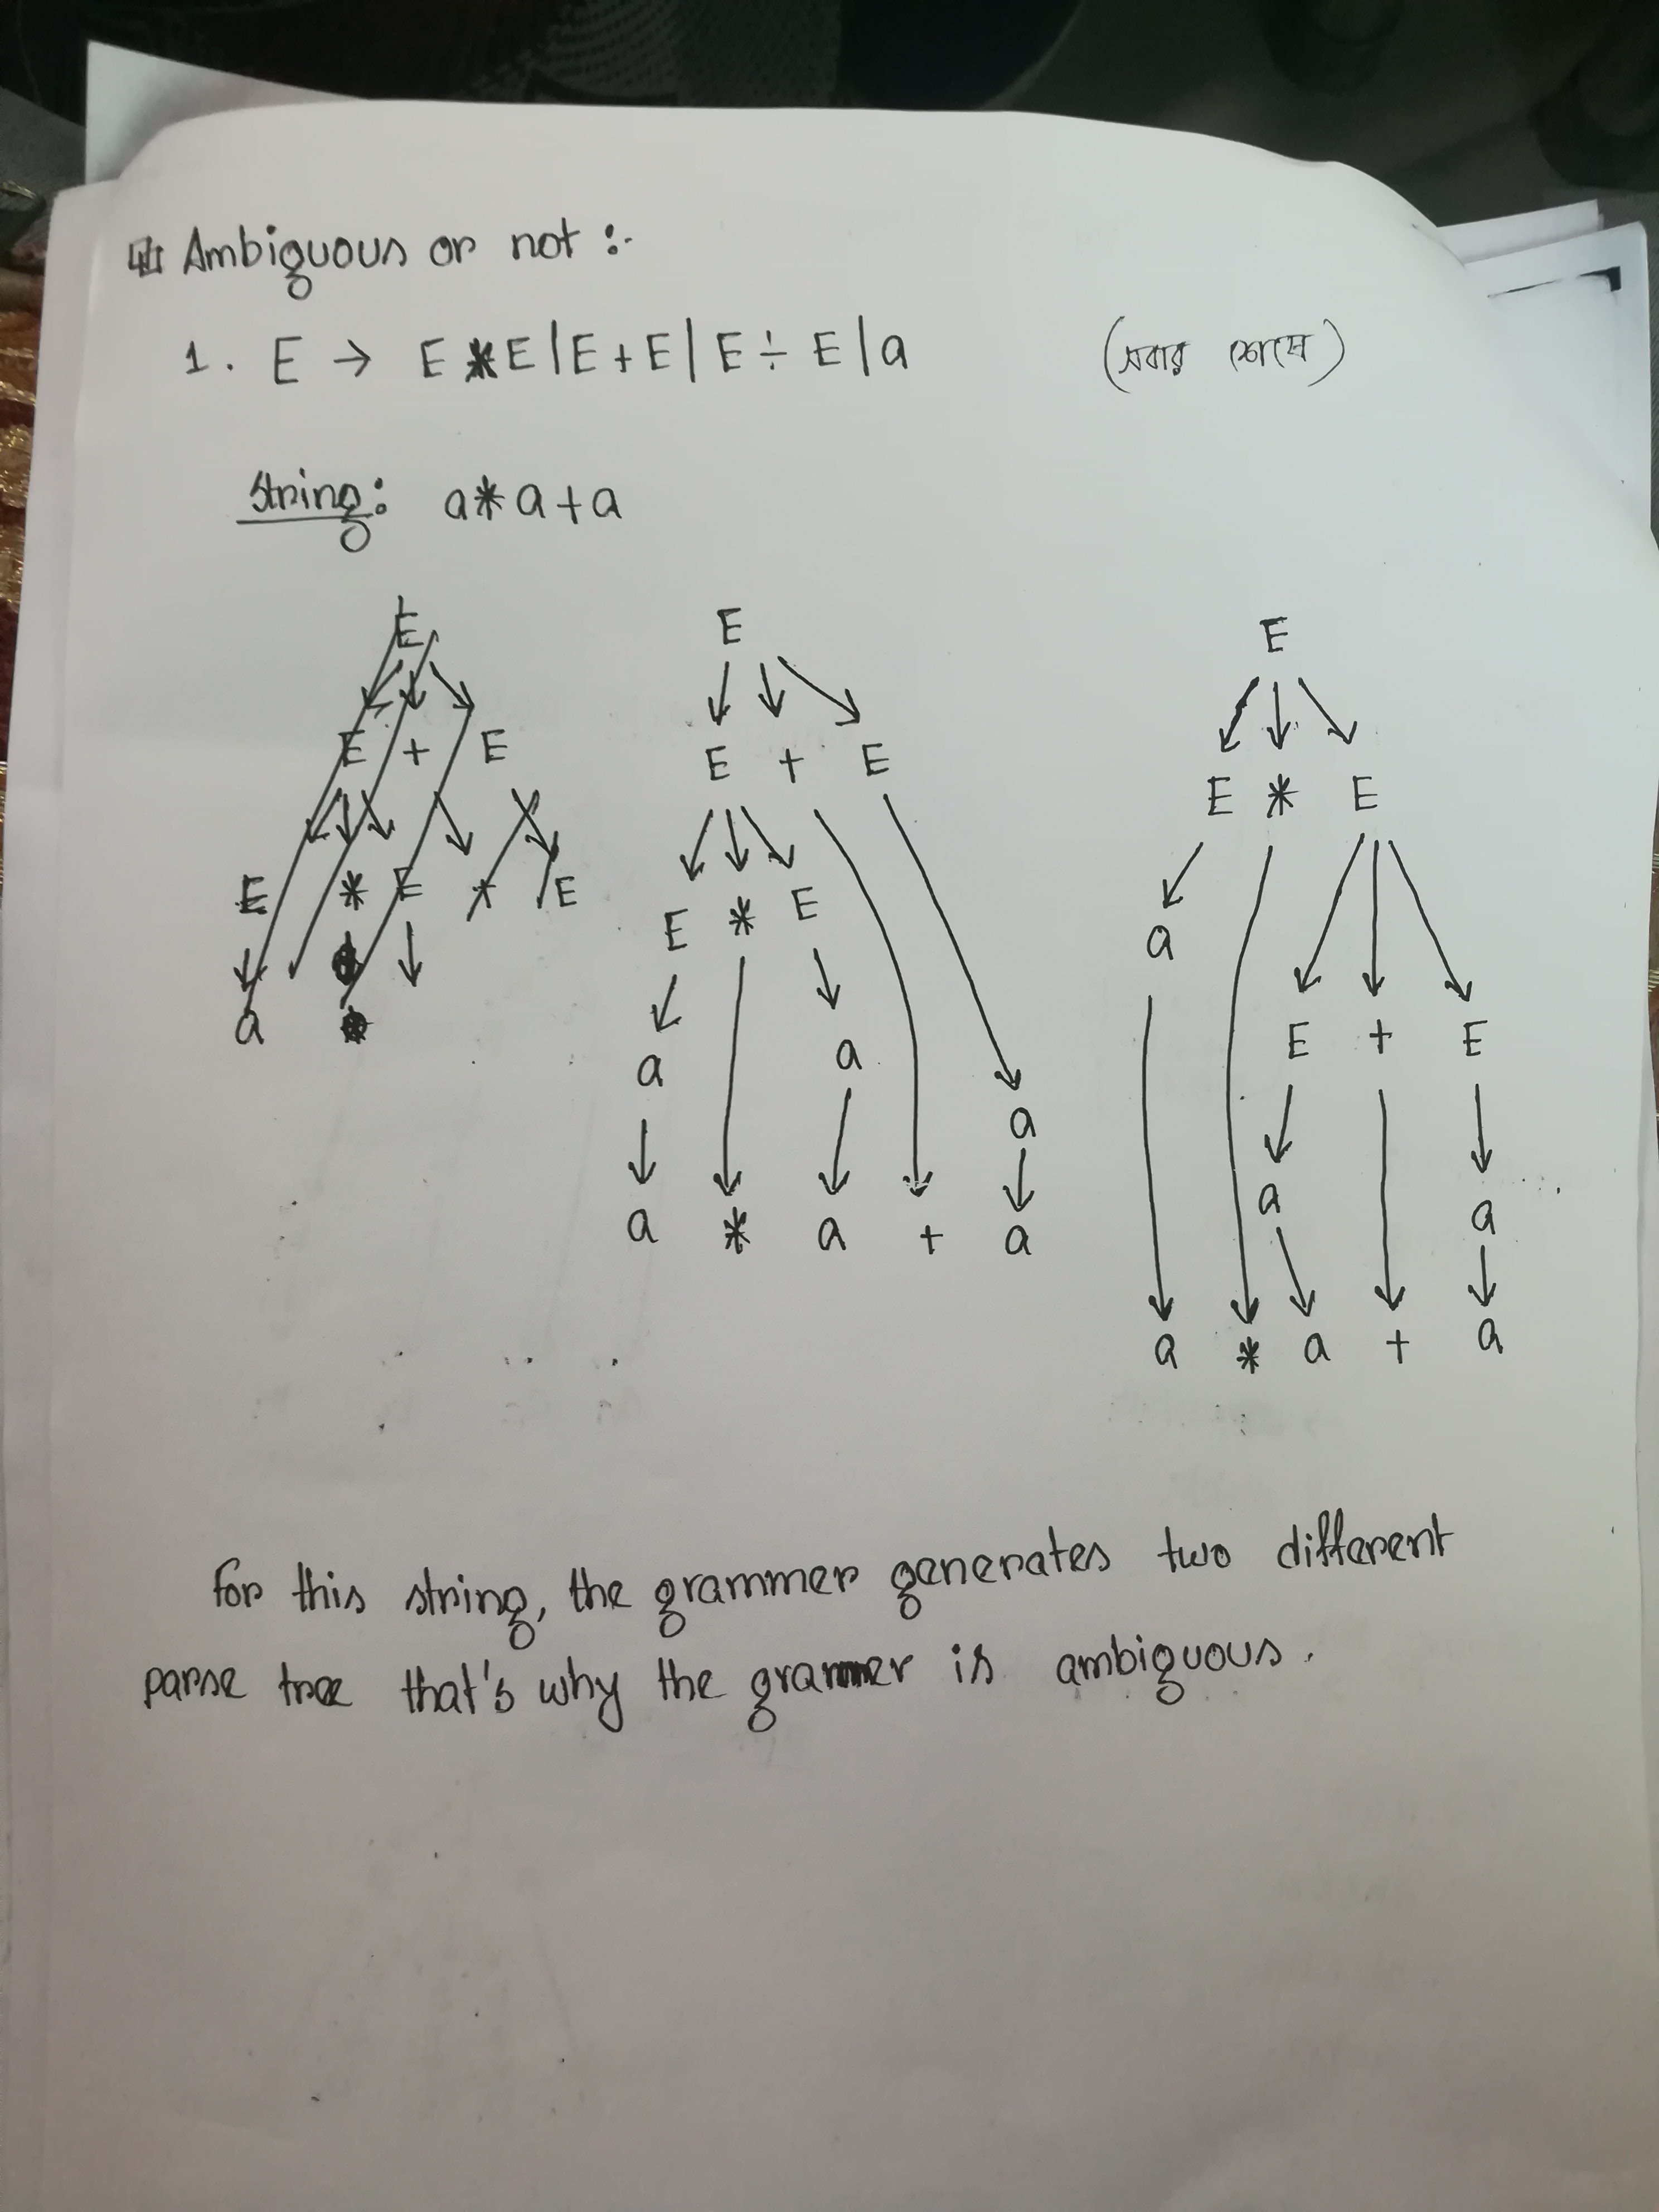 Ambiguous or not :-
1. E → E * E | E + E | E ÷ E | a (সবার শেষে)
String: a * a + a
E E E
E + E E + E E * E
E * E * E E * E a
a a a E + E
a a a
a * a + a a
a * a + a
For this string, the grammer generates two different
parse tree that's why the grammer is ambiguous.